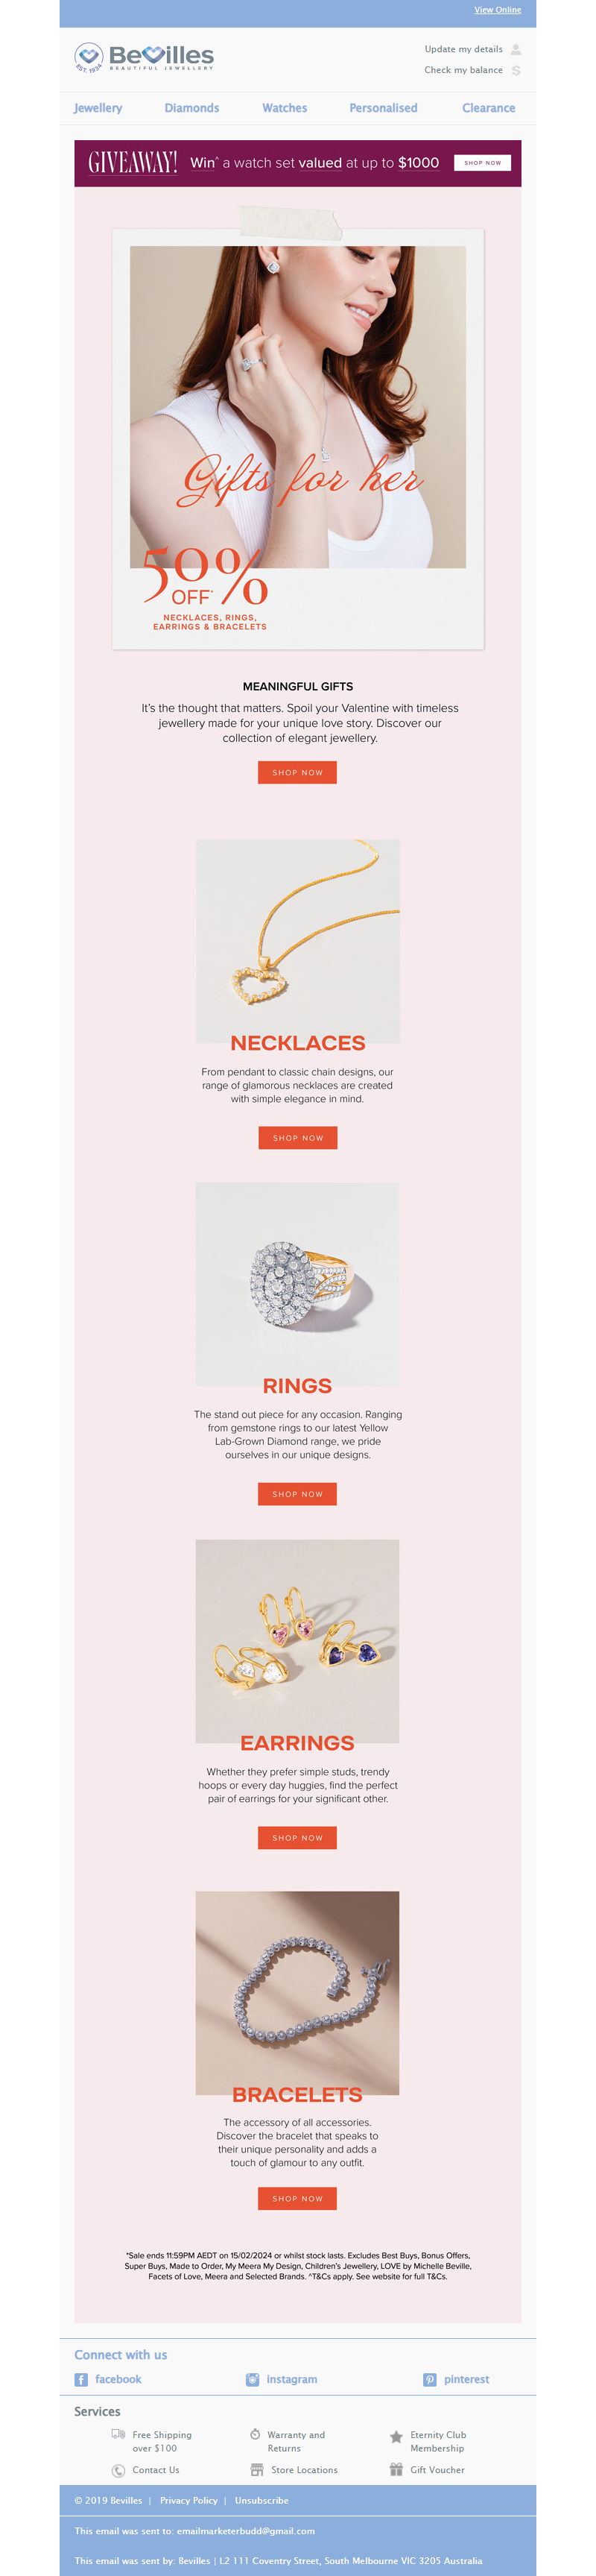 View Online
Bevilles
BEAUTIFUL JEWELLERY
EST. 1934
Update my details
Check my balance
Jewellery Diamonds Watches Personalised Clearance
GIVEAWAY! Win^ a watch set valued at up to $1000 SHOP NOW
Gifts for her
50%
OFF*
NECKLACES, RINGS,
EARRINGS & BRACELETS
MEANINGFUL GIFTS
It's the thought that matters. Spoil your Valentine with timeless
jewellery made for your unique love story. Discover our
collection of elegant jewellery.
SHOP NOW
NECKLACES
From pendant to classic chain designs, our
range of glamorous necklaces are created
with simple elegance in mind.
SHOP NOW
RINGS
The stand out piece for any occasion. Ranging
from gemstone rings to our latest Yellow
Lab-Grown Diamond range, we pride
ourselves in our unique designs.
SHOP NOW
EARRINGS
Whether they prefer simple studs, trendy
hoops or every day huggies, find the perfect
pair of earrings for your significant other.
SHOP NOW
BRACELETS
The accessory of all accessories.
Discover the bracelet that speaks to
their unique personality and adds a
touch of glamour to any outfit.
SHOP NOW
*Sale ends 11:59PM AEDT on 15/02/2024 or whilst stock lasts. Excludes Best Buys, Bonus Offers,
Super Buys, Made to Order, My Meera My Design, Children's Jewellery, LOVE by Michelle Beville,
Facets of Love, Meera and Selected Brands. ^T&Cs apply. See website for full T&Cs.
Connect with us
facebook instagram pinterest
Services
Free Shipping
over $100
Warranty and
Returns
Eternity Club
Membership
Contact Us Store Locations Gift Voucher
© 2019 Bevilles | Privacy Policy | Unsubscribe
This email was sent to: emailmarketerbudd@gmail.com
This email was sent by: Bevilles | L2 111 Coventry Street, South Melbourne VIC 3205 Australia